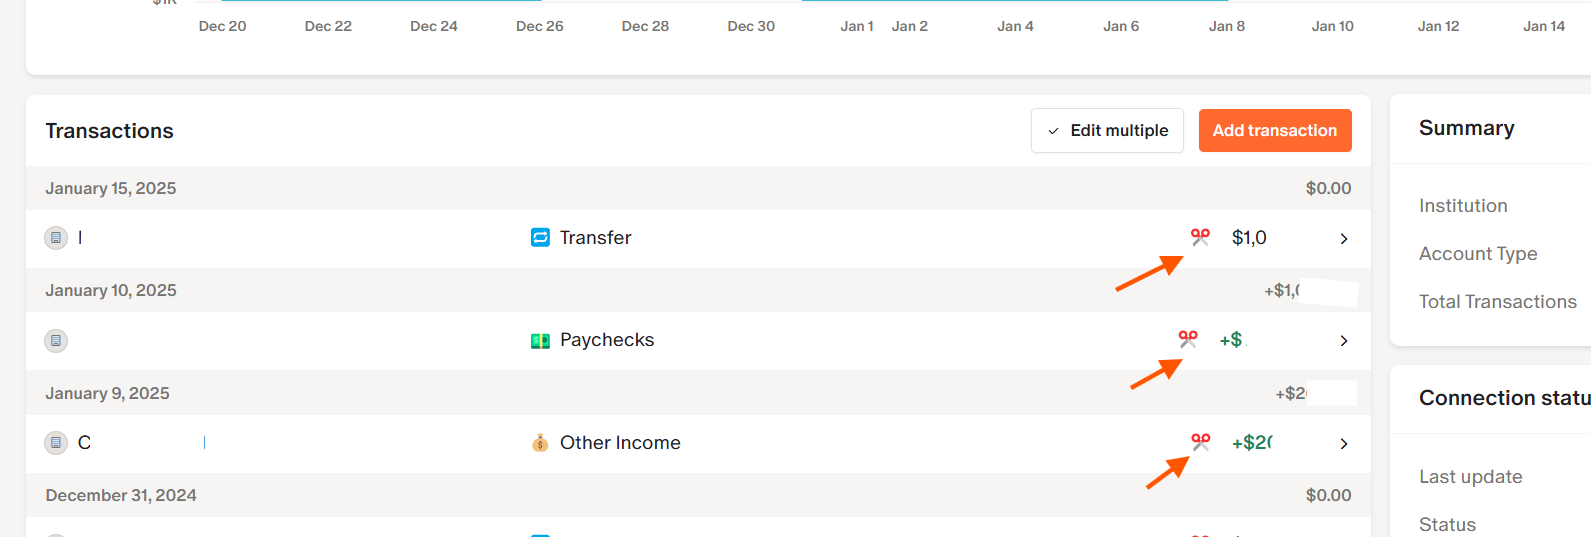 $1K
Dec 20 Dec 22 Dec 24 Dec 26 Dec 28 Dec 30 Jan 1 Jan 2 Jan 4 Jan 6 Jan 8 Jan 10 Jan 12 Jan 14
Transactions
Edit multiple
Add transaction
January 15, 2025 $0.00
I Transfer $1,0
January 10, 2025 +$1,
Paychecks +$
January 9, 2025 +$2
C Other Income +$20
December 31, 2024 $0.00
Summary
Institution
Account Type
Total Transactions
Connection statu
Last update
Status